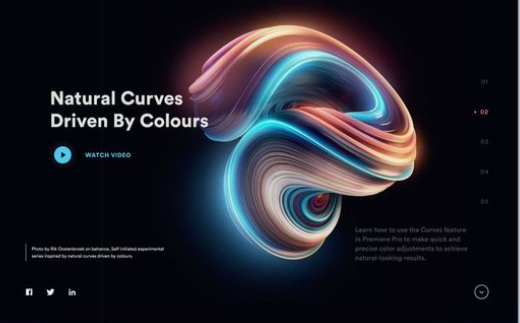 Natural Curves
Driven By Colours
WATCH VIDEO
01
02
03
04
05
Learn how to use the Curves feature
in Premiere Pro to make quick and
precise color adjustments to achieve
natural-looking results.
Photo by Rik Oostenbroek on behance, Self initiated experimental
series inspired by natural curves driven by colours.